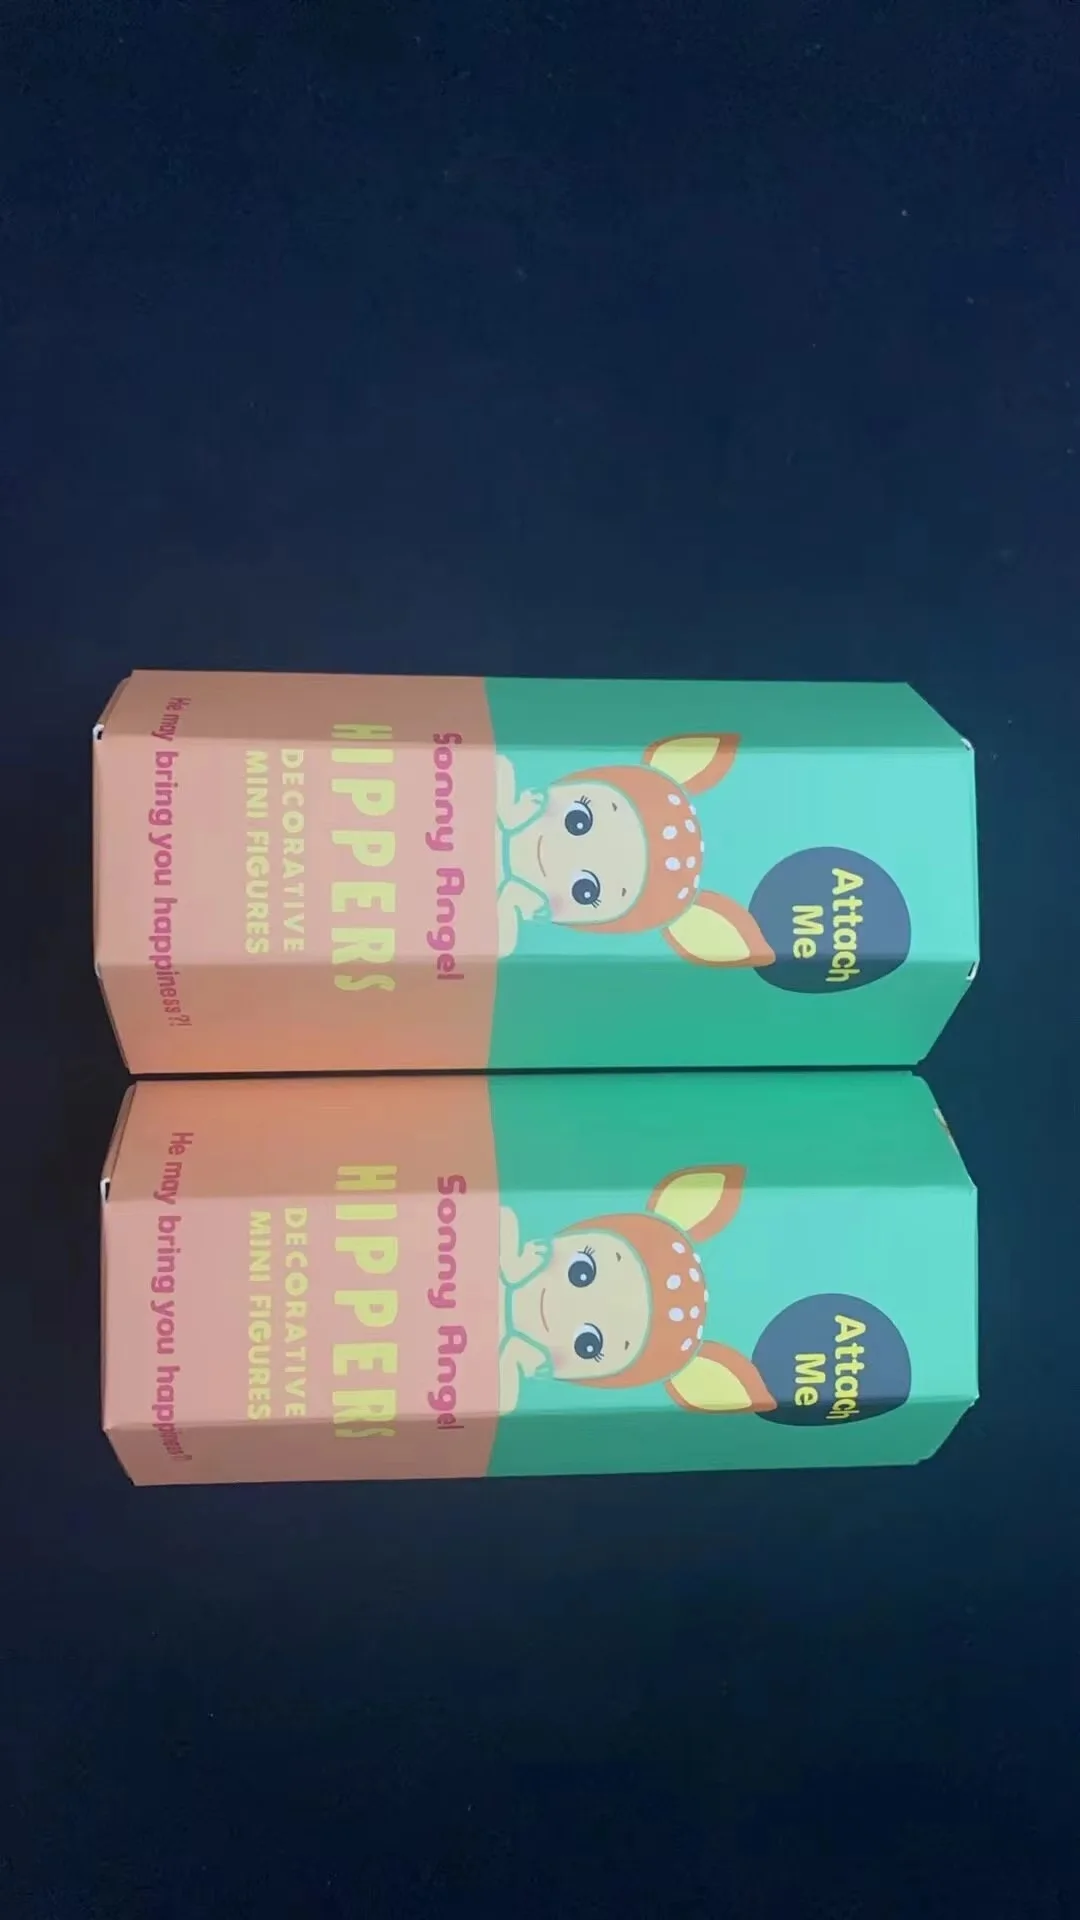 Attach
Me
Sonny Angel
HIPPERS
DECORATIVE
MINI FIGURES
He may bring you happiness?!
Attach
Me
Sonny Angel
HIPPERS
DECORATIVE
MINI FIGURES
He may bring you happiness